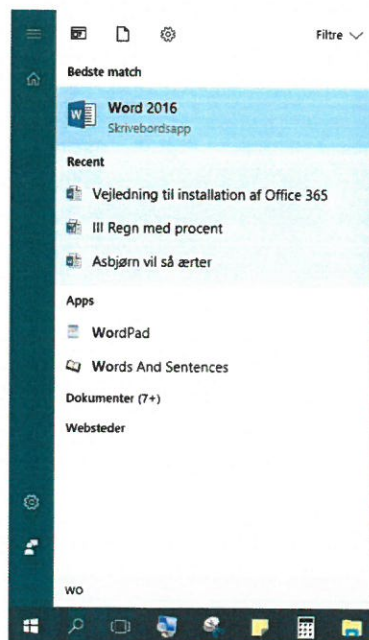 Filtre
Bedste match
Word 2016
Skrivebordsapp
Recent
Vejledning til installation af Office 365
III Regn med procent
Asbjørn vil så ærter
Apps
WordPad
Words And Sentences
Dokumenter (7+)
Websteder
wo